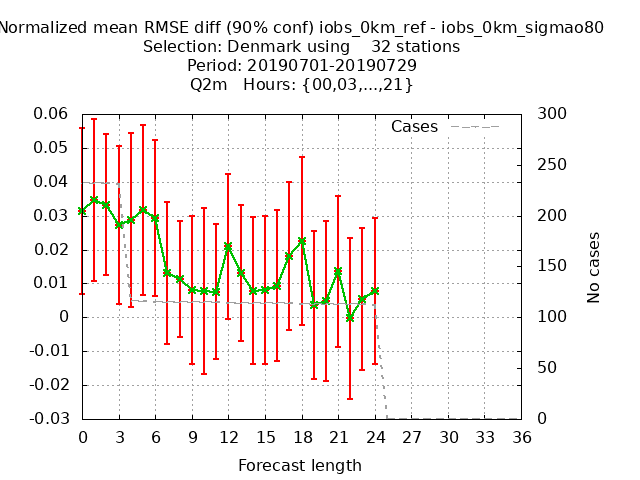 Normalized mean RMSE diff (90% conf) iobs_0km_ref - iobs_0km_sigmao80
Selection: Denmark using    32 stations
Period: 20190701-20190729
Q2m   Hours: {00,03,...,21}
Cases
0.06
0.05
0.04
0.03
0.02
0.01
0
-0.01
-0.02
-0.03
300
250
200
150
100
50
0
No cases
0 3 6 9 12 15 18 21 24 27 30 33 36
Forecast length